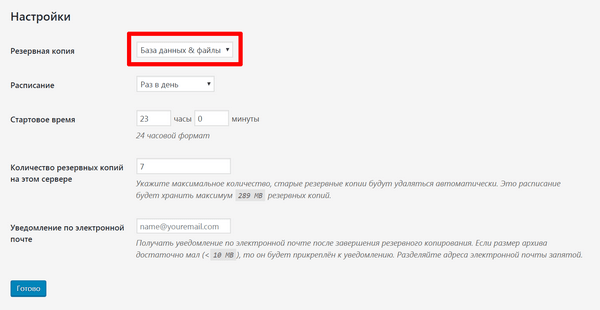 Настройки
Резервная копия
База данных & файлы
Расписание
Раз в день
Стартовое время
23 часы 0 минуты
24 часовой формат
Количество резервных копий
на этом сервере
7
Укажите максимальное количество, старые резервные копии будут удаляться автоматически. Это расписание
будет хранить максимум 289 MB резервных копий.
Уведомление по электронной
почте
name@youremail.com
Получать уведомление по электронной почте после завершения резервного копирования. Если размер архива
достаточно мал (< 10 MB), то он будет прикреплён к уведомлению. Разделяйте адреса электронной почты запятой.
Готово